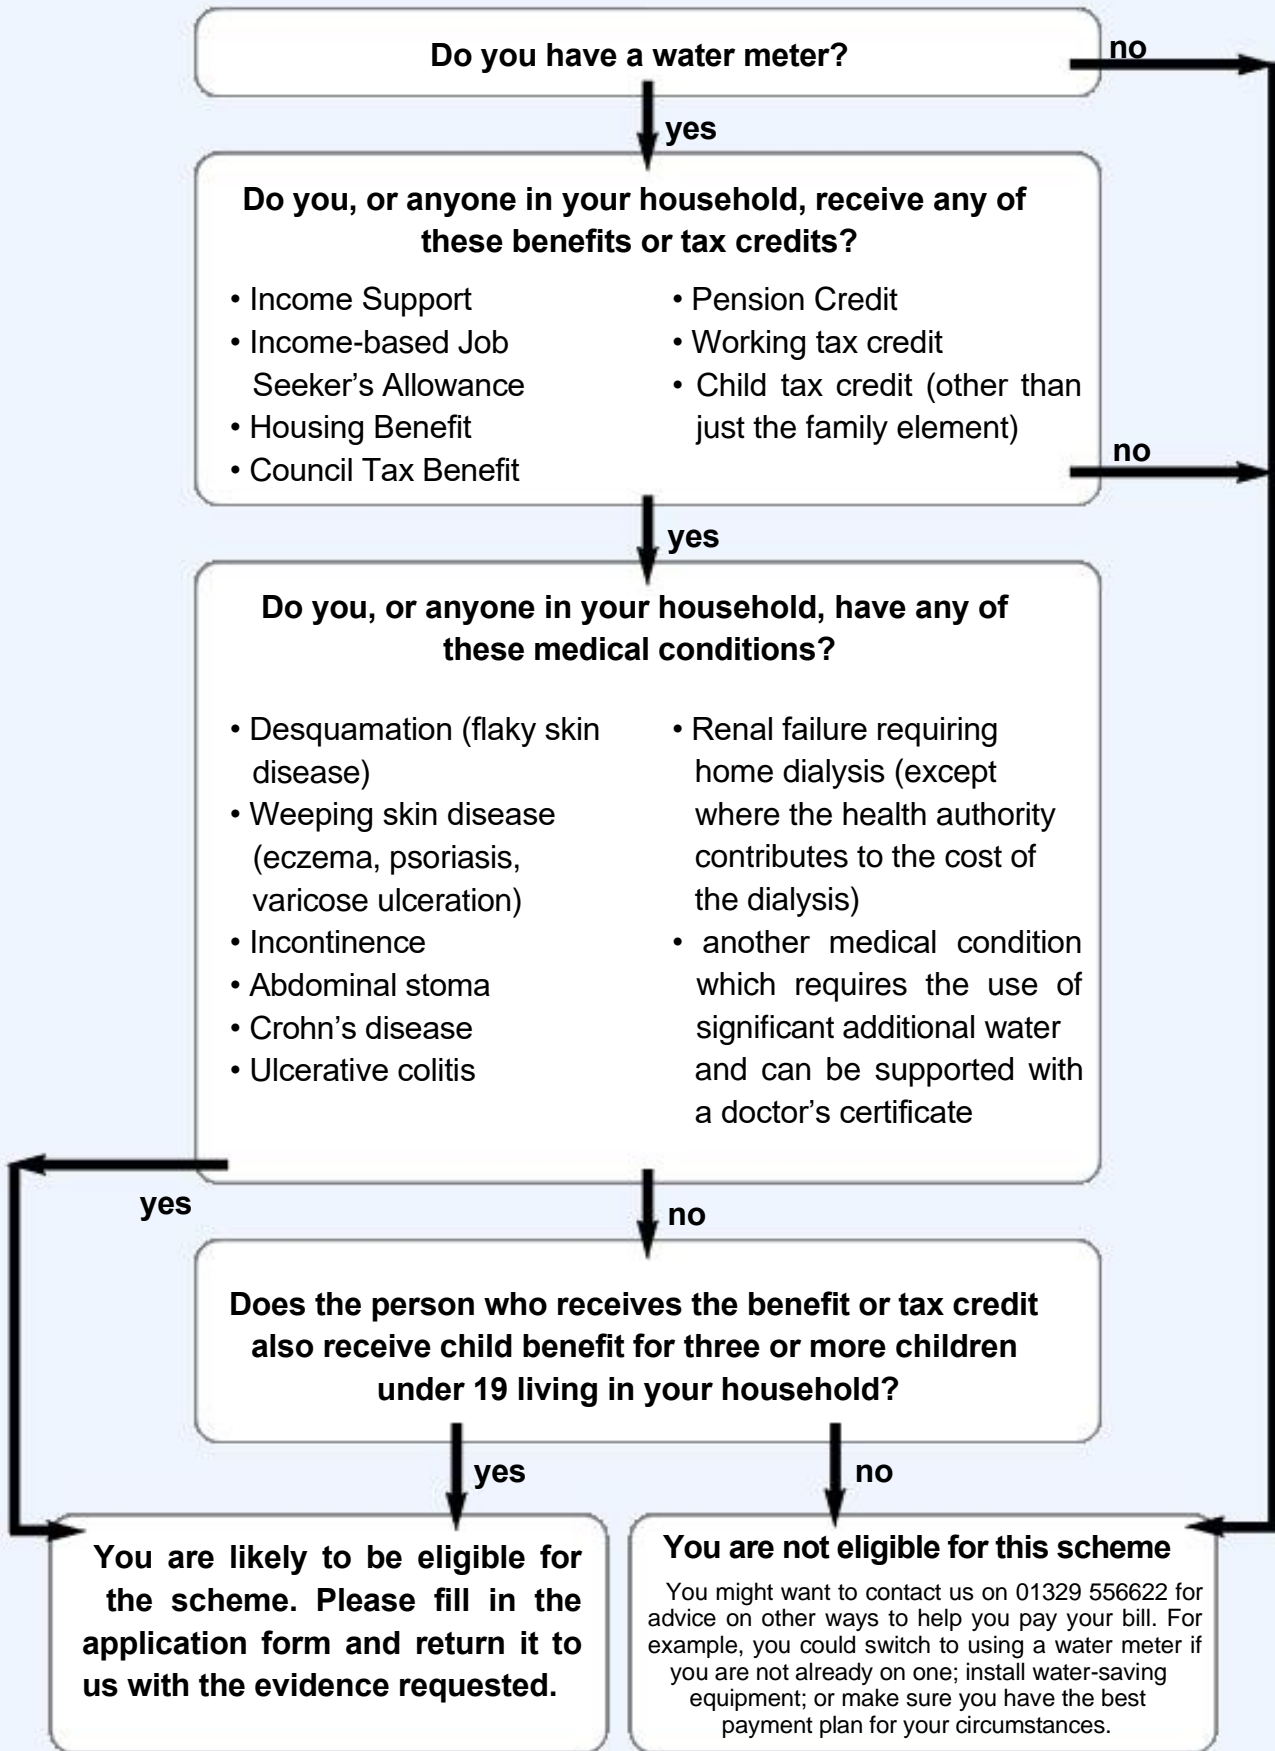 Do you have a water meter?
no
yes
Do you, or anyone in your household, receive any of
these benefits or tax credits?
• Income Support
• Income-based Job
Seeker’s Allowance
• Housing Benefit
• Council Tax Benefit
• Pension Credit
• Working tax credit
• Child tax credit (other than
just the family element)
no
yes
Do you, or anyone in your household, have any of
these medical conditions?
• Desquamation (flaky skin
disease)
• Weeping skin disease
(eczema, psoriasis,
varicose ulceration)
• Incontinence
• Abdominal stoma
• Crohn’s disease
• Ulcerative colitis
• Renal failure requiring
home dialysis (except
where the health authority
contributes to the cost of
the dialysis)
• another medical condition
which requires the use of
significant additional water
and can be supported with
a doctor’s certificate
yes
no
Does the person who receives the benefit or tax credit
also receive child benefit for three or more children
under 19 living in your household?
yes
no
You are likely to be eligible for
the scheme. Please fill in the
application form and return it to
us with the evidence requested.
You are not eligible for this scheme
You might want to contact us on 01329 556622 for
advice on other ways to help you pay your bill. For
example, you could switch to using a water meter if
you are not already on one; install water-saving
equipment; or make sure you have the best
payment plan for your circumstances.